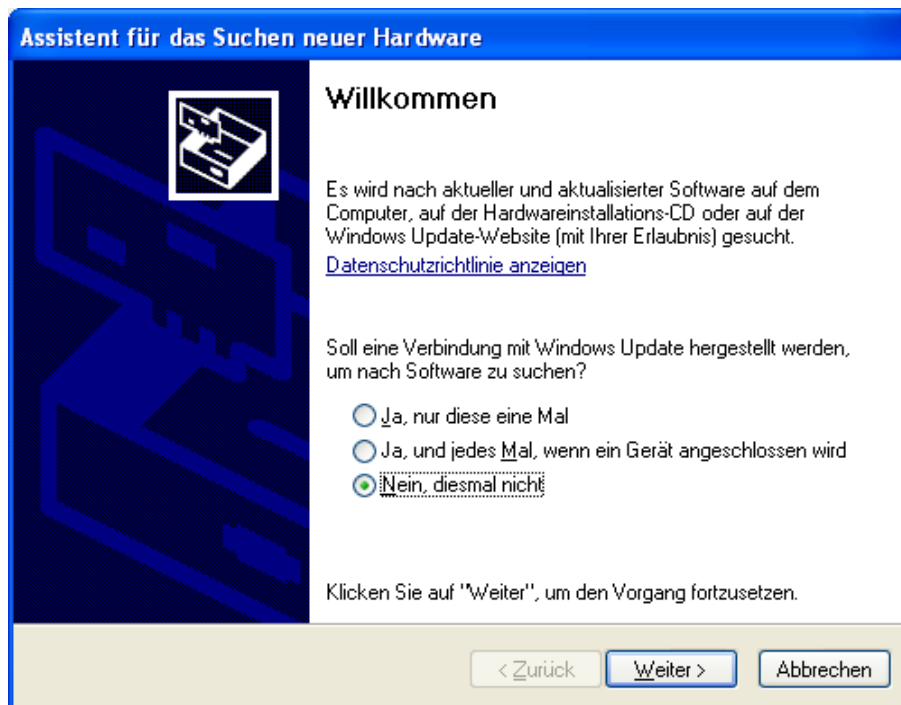 Assistent für das Suchen neuer Hardware
Willkommen
Es wird nach aktueller und aktualisierter Software auf dem
Computer, auf der Hardwareinstallations-CD oder auf der
Windows Update-Website (mit Ihrer Erlaubnis) gesucht.
Datenschutzrichtlinie anzeigen
Soll eine Verbindung mit Windows Update hergestellt werden,
um nach Software zu suchen?
Ja, nur diese eine Mal
Ja, und jedes Mal, wenn ein Gerät angeschlossen wird
Nein, diesmal nicht
Klicken Sie auf "Weiter", um den Vorgang fortzusetzen.
< Zurück Weiter > Abbrechen